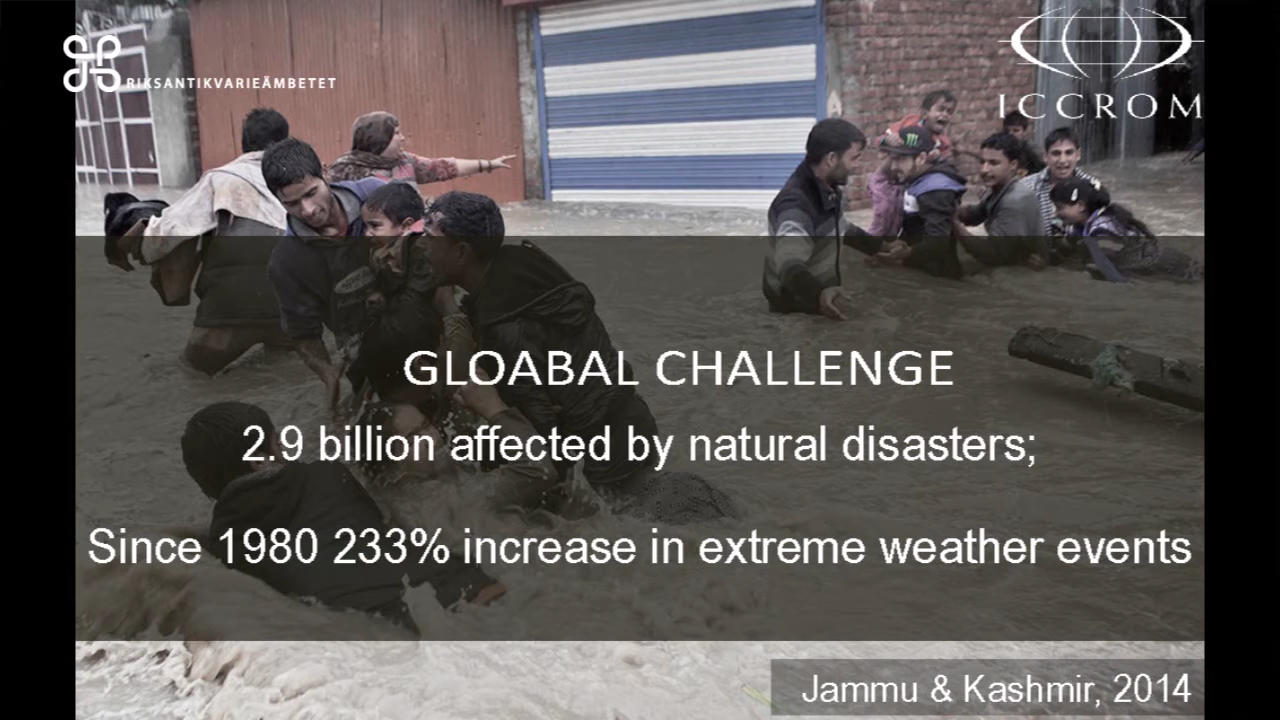 RIKSANTIKVARIEÄMBETET
ICCROM
GLOABAL CHALLENGE
2.9 billion affected by natural disasters;
Since 1980 233% increase in extreme weather events
Jammu & Kashmir, 2014